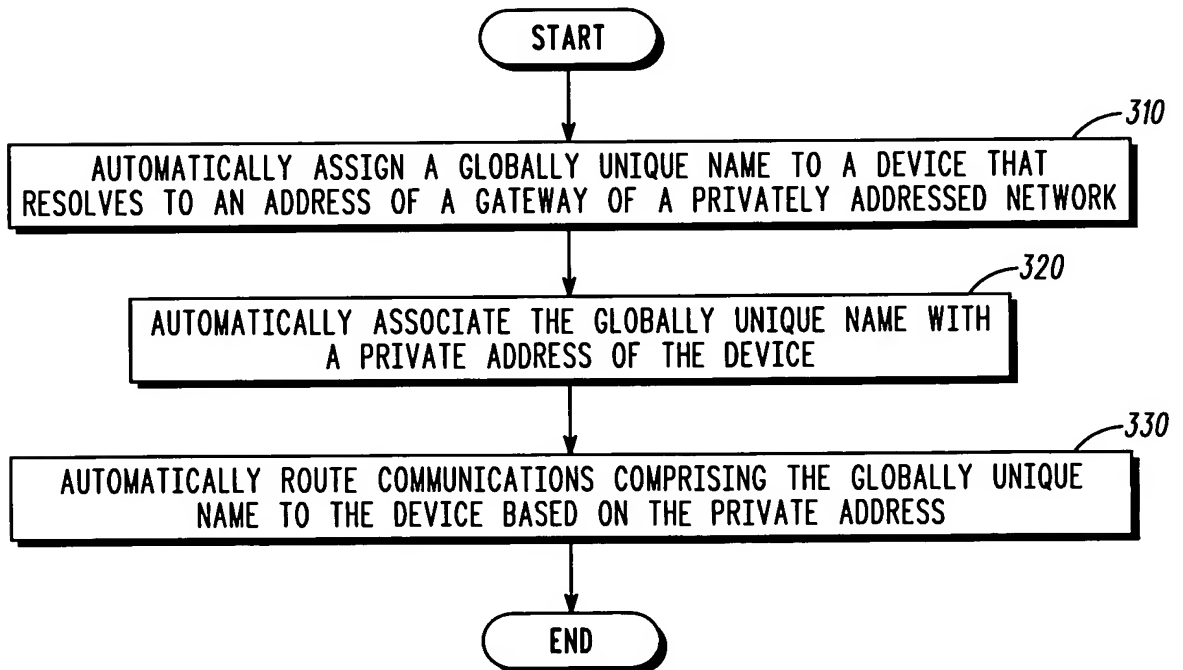 START
310
AUTOMATICALLY ASSIGN A GLOBALLY UNIQUE NAME TO A DEVICE THAT
RESOLVES TO AN ADDRESS OF A GATEWAY OF A PRIVATELY ADDRESSED NETWORK
320
AUTOMATICALLY ASSOCIATE THE GLOBALLY UNIQUE NAME WITH
A PRIVATE ADDRESS OF THE DEVICE
330
AUTOMATICALLY ROUTE COMMUNICATIONS COMPRISING THE GLOBALLY UNIQUE
NAME TO THE DEVICE BASED ON THE PRIVATE ADDRESS
END